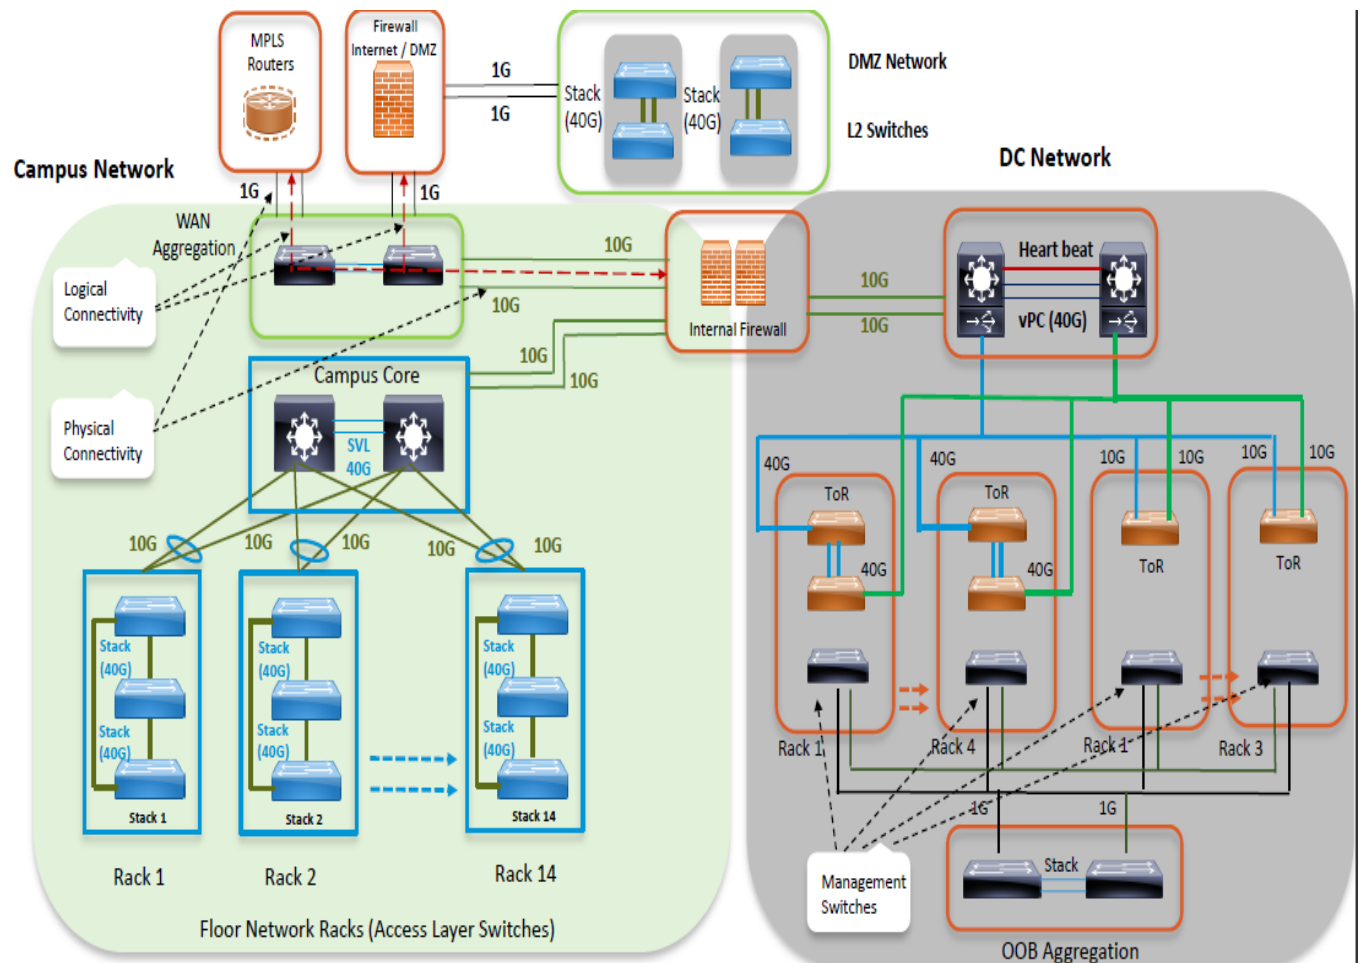 MPLS
Routers
Firewall
Internet / DMZ
1G
1G
Stack
(40G)
Stack
(40G)
DMZ Network
L2 Switches
Campus Network
DC Network
1G
1G
WAN
Aggregation
10G
10G
Logical
Connectivity
Internal Firewall
10G
10G
Heart beat
vPC (40G)
10G
10G
Campus Core
SVL
40G
Physical
Connectivity
40G
40G
10G
10G
10G
10G
ToR
ToR
ToR
ToR
40G
40G
10G
10G
10G
10G
10G
Stack
(40G)
Stack
(40G)
Stack 1
Stack
(40G)
Stack
(40G)
Stack 2
Stack
(40G)
Stack
(40G)
Stack 14
Rack 1
Rack 2
Rack 14
Floor Network Racks (Access Layer Switches)
Rack 1
Rack 4
Rack 1
Rack 3
1G
1G
Management
Switches
Stack
OOB Aggregation